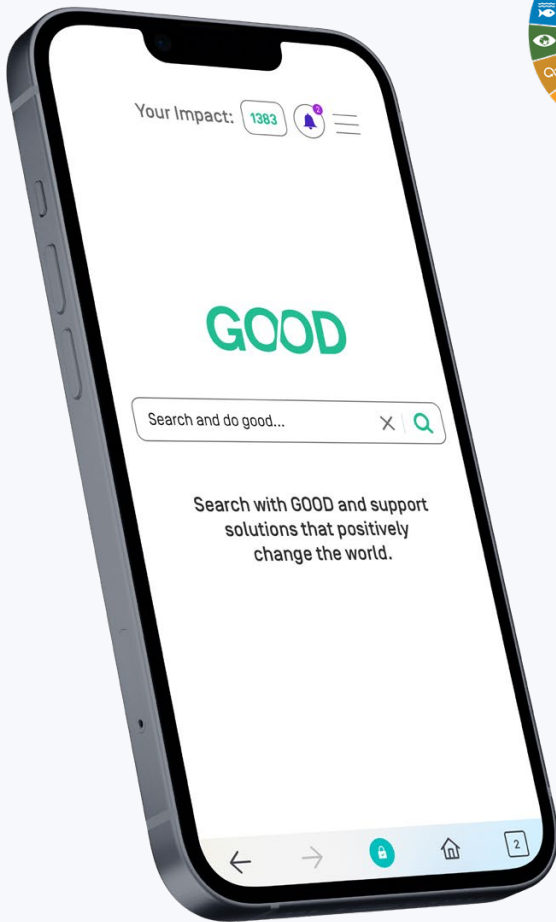 Your Impact: 1383 2
GOOD
Search and do good...
Search with GOOD and support
solutions that positively
change the world.
2